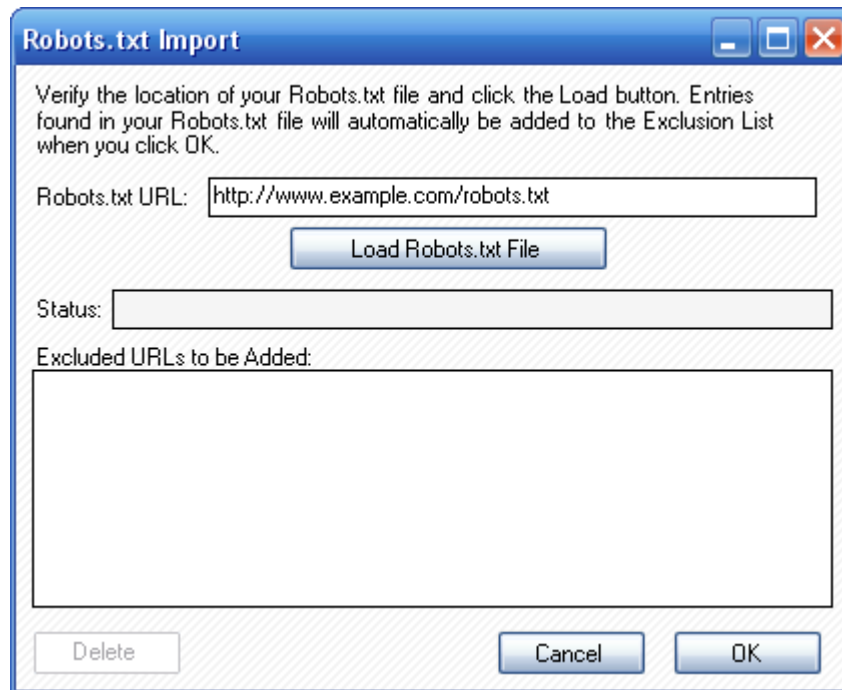 Robots.txt Import
Verify the location of your Robots.txt file and click the Load button. Entries
found in your Robots.txt file will automatically be added to the Exclusion List
when you click OK.
Robots.txt URL: http://www.example.com/robots.txt
Load Robots.txt File
Status:
Excluded URLs to be Added:
Delete Cancel OK